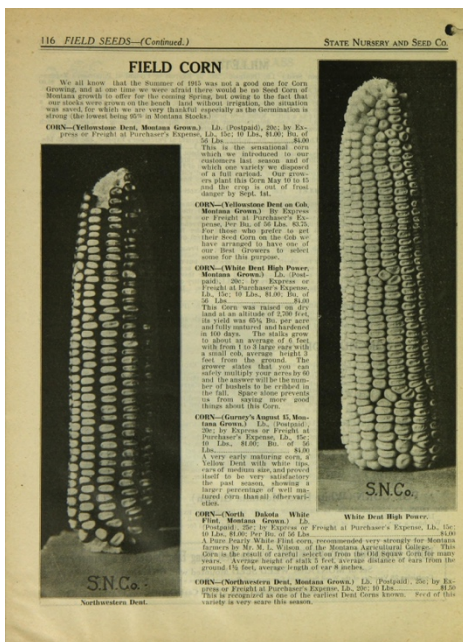 116 FIELD SEEDS—(Continued.)
STATE NURSERY AND SEED CO.
FIELD CORN
We all know that the Summer of 1915 was not a good one for Corn
Growing, and at one time we were afraid there would be no Seed Corn of
Montana growth to offer for the coming Spring, but owing to the fact that
our stocks were grown on the bench land without irrigation, the situation
was saved, for which we are very thankful especially as the Germination is
strong (the lowest being 95% in Montana Stocks.)
CORN—(Yellowstone Dent, Montana Grown.) Lb. (Postpaid), 20c; by Ex-
press or Freight at Purchaser's Expense, Lb., 15c; 10 Lbs., $1.00; Bu. of
56 Lbs. $4.00
This is the sensational corn
which we introduced to our
customers last season and of
which one variety we disposed
of a full carload. Our grow-
ers plant this Corn May 10 to 15
and the crop is out of frost
danger by Sept. 1st.
CORN—(Yellowstone Dent on Cob,
Montana Grown.) By Express
or Freight at Purchaser's Ex-
pense, Per Bu. of 56 Lbs. $3.75.
For those who prefer to get
their Seed Corn on the Cob we
have arranged to have one of
our Best Growers to select
some for this purpose.
CORN—(White Dent High Power,
Montana Grown.) Lb. (Post-
paid), 20c; by Express or
Freight at Purchaser's Expense,
Lb., 15c; 10 Lbs., $1.00; Bu. of
56 Lbs. $4.00
This Corn was raised on dry
land at an altitude of feet,
its yield was 65¾ Bu. per acre
and fully matured and hardened
in 100 days. The stalks grow
to about an average of 6 feet
with from 1 to 3 large ears with
a small cob, average height 3
feet from the ground. The
grower states that you can
safely multiply your acres by 60
and the answer will be the num-
ber of bushels to be cribbed in
the fall. Space alone prevents
us from saying more good
things about this Corn.
CORN—(Gurney's August 15, Mon-
tana Grown.) Lb., (Postpaid),
20c; by Express or Freight at
Purchaser's Expense, Lb., 15c;
10 Lbs., $1.00; Bu. of 56
Lbs. $4.00
A very early maturing corn, a
Yellow Dent with white tips,
ears of medium size, and proved
itself to be very satisfactory
the past season, showing a
larger percentage of well ma-
tured corn than all other vari-
eties.
S.N.Co.
White Dent High Power.
CORN—(North Dakota White
Flint, Montana Grown.) Lb.
(Postpaid), 25c; by Express or Freight at Purchaser's Expense, Lb., 15c;
10 Lbs., $1.00; Per Bu. of 56 Lbs. $4.00
A Pure Pearly White Flint corn, recommended very strongly for Montana
farmers by Mr. M. L. Wilson of the Montana Agricultural College. This
Corn is the result of careful selection from the Old Squaw Corn for many
years. Average height of stalk 5 feet, average distance of ears from the
ground 1½ feet, average length of ear 8 inches.
S.N.Co.
Northwestern Dent.
CORN—(Northwestern Dent, Montana Grown.) Lb. (Postpaid), 25c; by Ex-
press or Freight at Purchaser's Expense, Lb., 20c; 10 Lbs. $1.50
This is recognized as one of the earliest Dent Corns known. Seed of this
variety is very scare this season.